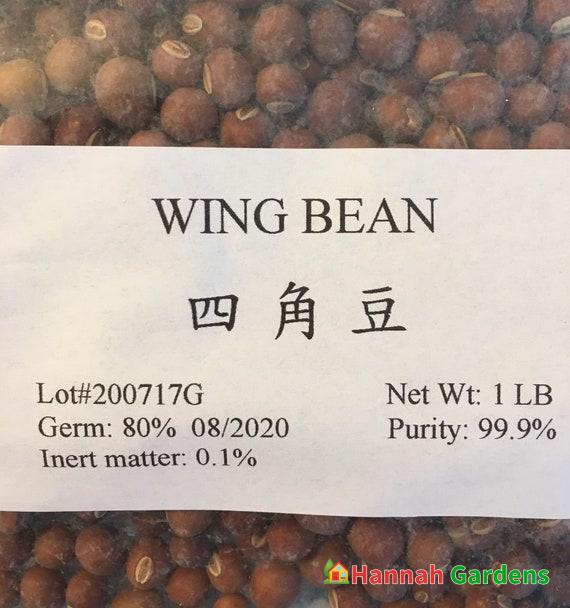 WING BEAN
四角豆
Lot#200717G
Net Wt: 1 LB
Germ: 80% 08/2020
Purity: 99.9%
Inert matter: 0.1%
Hannah Gardens